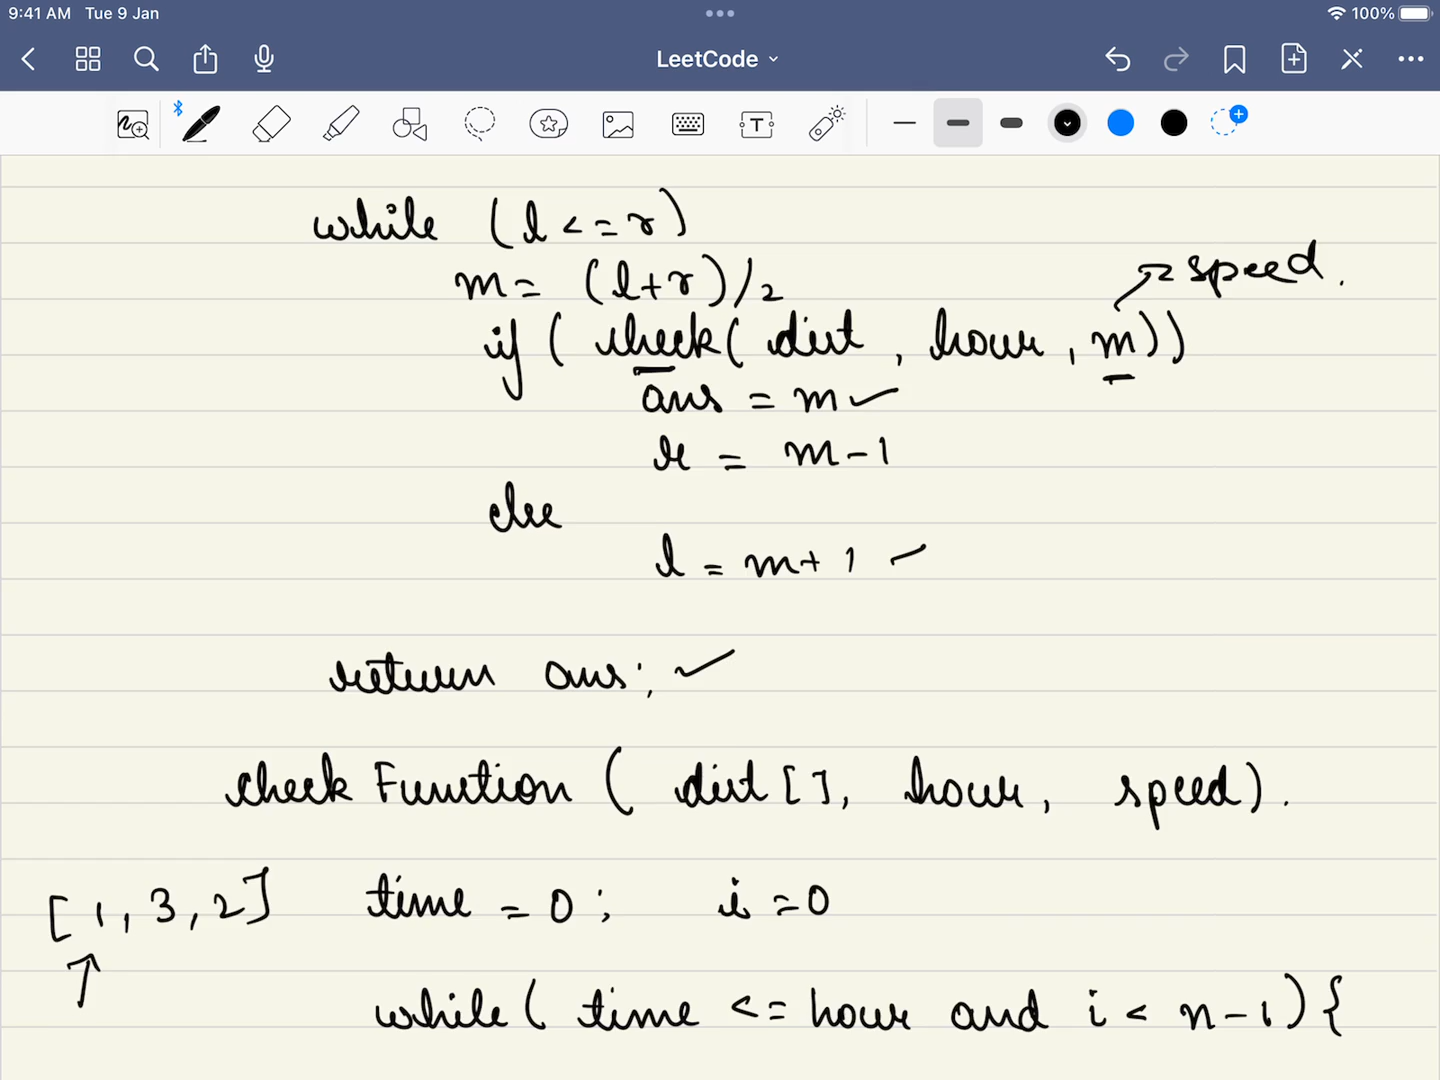 9:41 AM Tue 9 Jan
100%
LeetCode
while (l <= r)
m = (l+r)/2
→ speed.
if ( check( dist , hour , m))
ans = m ✓
r = m-1
else
l = m+1
return ans; ✓
check Function ( dist [], hour, speed).
[1, 3, 2] time = 0; i = 0
↑
while( time <= hour and i < n-1){